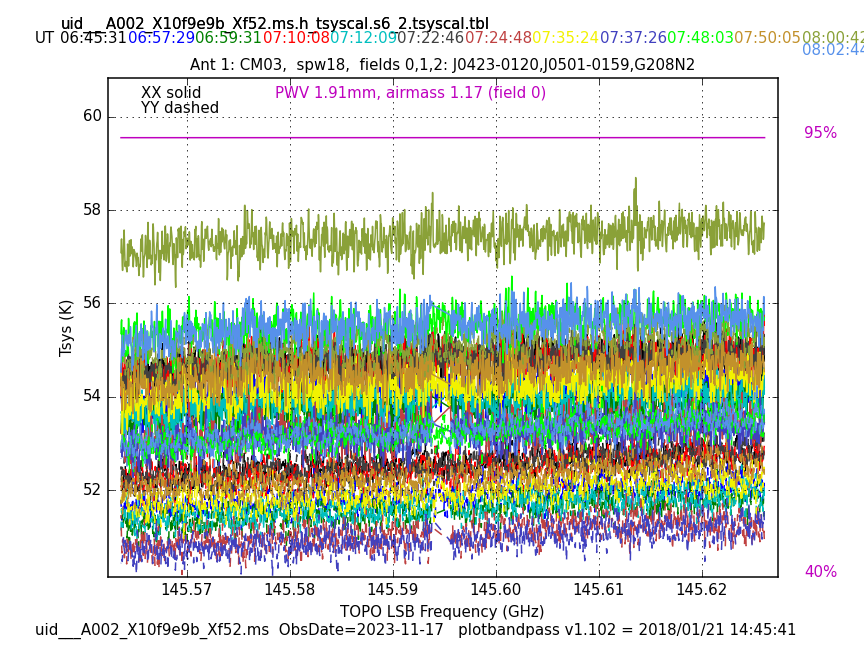 uid___A002_X10f9e9b_Xf52.ms.h_tsyscal.s6_2.tsyscal.tbl
UT 06:45:31 06:57:29 06:59:31 07:10:08 07:12:09 07:22:46 07:24:48 07:35:24 07:37:26 07:48:03 07:50:05 08:00:42
08:02:44
Ant 1: CM03, spw18, fields 0,1,2: J0423-0120,J0501-0159,G208N2
XX solid PWV 1.91mm, airmass 1.17 (field 0)
YY dashed
60
95%
58
56
Tsys (K)
54
52
40%
145.57 145.58 145.59 145.60 145.61 145.62
TOPO LSB Frequency (GHz)
uid___A002_X10f9e9b_Xf52.ms ObsDate=2023-11-17 plotbandpass v1.102 = 2018/01/21 14:45:41